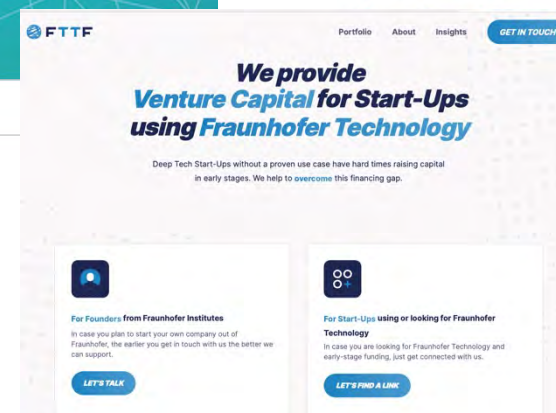 FTTF
Portfolio About Insights GET IN TOUCH
We provide
Venture Capital for Start-Ups
using Fraunhofer Technology
Deep Tech Start-Ups without a proven use case have hard times raising capital
in early stages. We help to overcome this financing gap.
For Founders from Fraunhofer Institutes
In case you plan to start your own company out of
Fraunhofer, the earlier you get in touch with us the better we
can support.
LET'S TALK
For Start-Ups using or looking for Fraunhofer
Technology
In case you are looking for Fraunhofer Technology and
early-stage funding, just get connected with us.
LET'S FIND A LINK